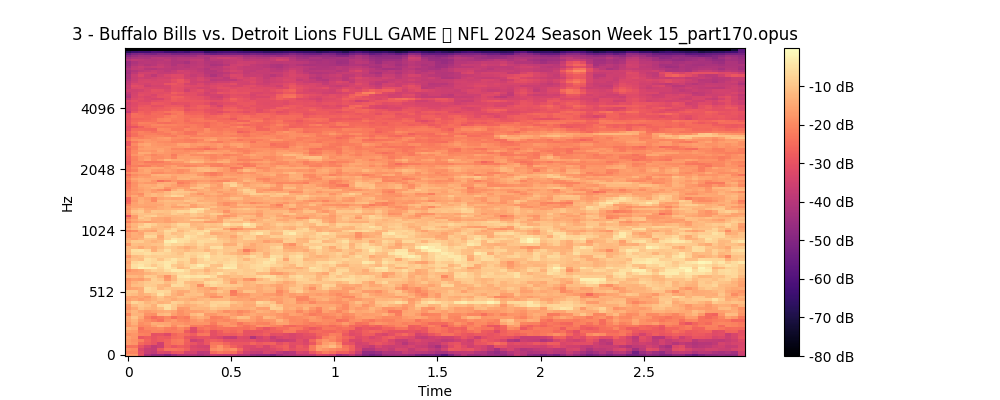 3 - Buffalo Bills vs. Detroit Lions FULL GAME ▯ NFL 2024 Season Week 15_part170.opus
Hz
4096
2048
1024
512
0
0
0.5
1
1.5
2
2.5
Time
-10 dB
-20 dB
-30 dB
-40 dB
-50 dB
-60 dB
-70 dB
-80 dB